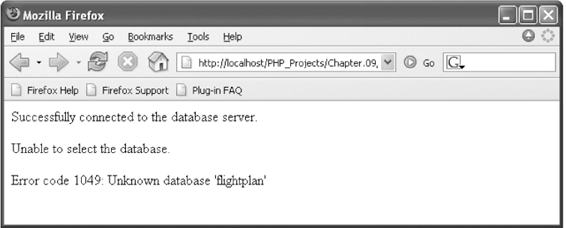 Mozilla Firefox
File Edit View Go Bookmarks Tools Help
http://localhost/PHP_Projects/Chapter.09, Go G
Firefox Help Firefox Support Plug-in FAQ
Successfully connected to the database server.
Unable to select the database.
Error code 1049: Unknown database 'flightplan'